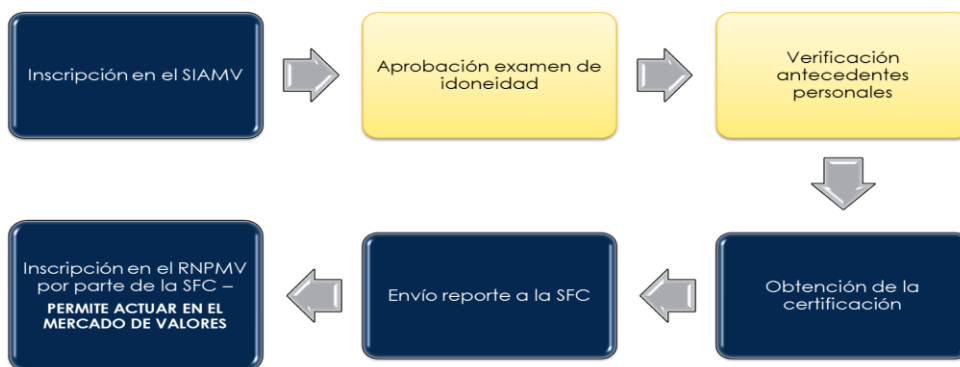 Inscripción en el SIAMV
Aprobación examen de
idoneidad
Verificación
antecedentes
personales
Obtención de la
certificación
Envío reporte a la SFC
Inscripción en el RNPMV
por parte de la SFC –
PERMITE ACTUAR EN EL
MERCADO DE VALORES